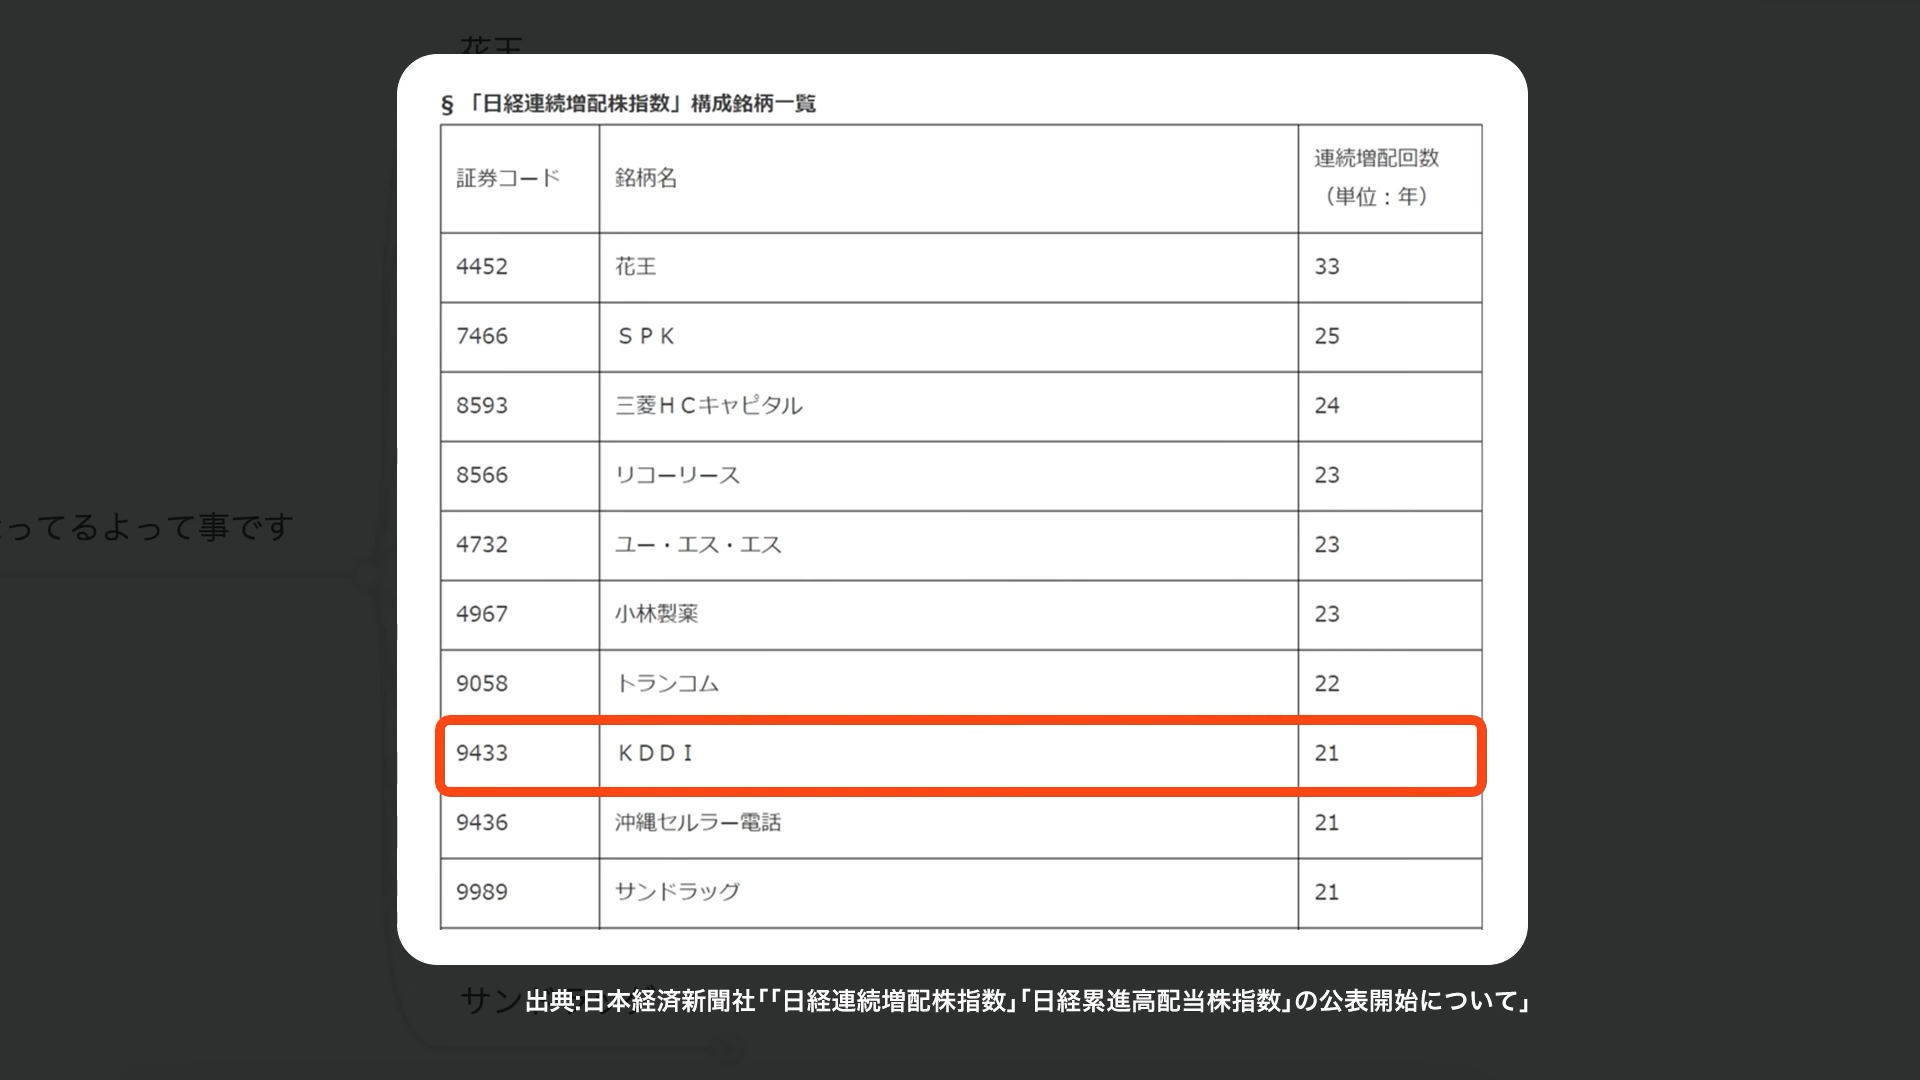 花王
§ 「日経連続増配株指数」構成銘柄一覧
証券コード 銘柄名 連続増配回数
（単位：年）
4452 花王 33
7466 ＳＰＫ 25
8593 三菱ＨＣキャピタル 24
8566 リコーリース 23
4732 ユー・エス・エス 23
4967 小林製薬 23
9058 トランコム 22
9433 ＫＤＤＩ 21
9436 沖縄セルラー電話 21
9989 サンドラッグ 21
ってるよって事です
出典:日本経済新聞社「「日経連続増配株指数」「日経累進高配当株指数」の公表開始について」